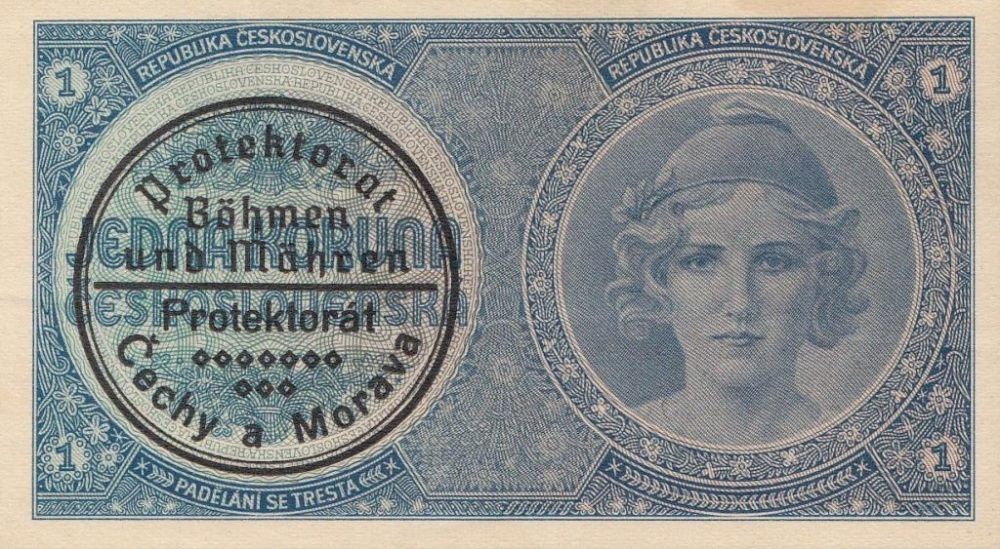 REPUBLIKA ČESKOSLOVENSKÁ
REPUBLIKA ČESKOSLOVENSKÁ
1
1
Protektorat
Böhmen
und Mähren
JEDNA KORUNA
ČESKOSLOVENSKÁ
Protektorát
Čechy a Morava
1
1
PADĚLÁNÍ SE TRESTÁ